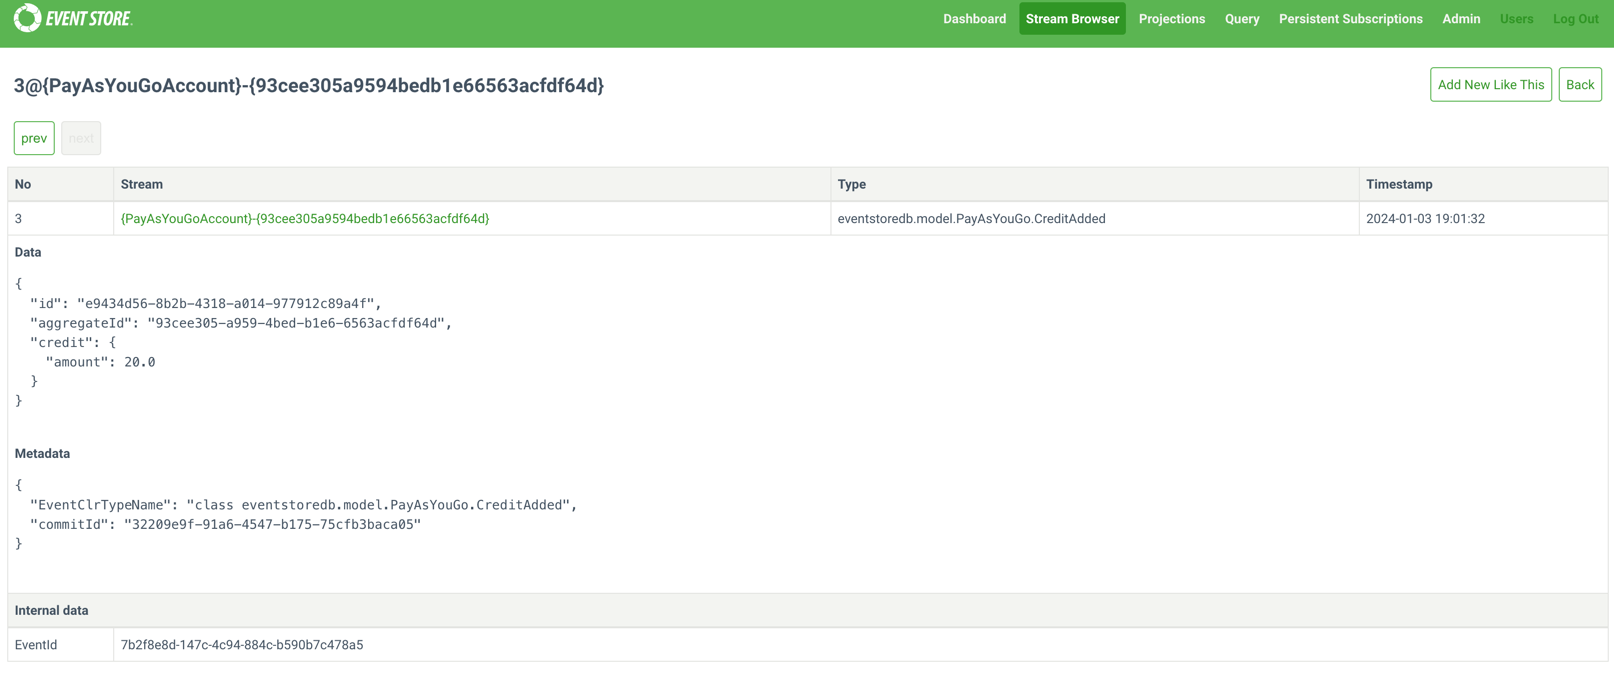 EVENT STORE
Dashboard Stream Browser Projections Query Persistent Subscriptions Admin Users Log Out
3@{PayAsYouGoAccount}-{93cee305a9594bedb1e66563acfdf64d}
Add New Like This Back
prev next
No Stream Type Timestamp
3 {PayAsYouGoAccount}-{93cee305a9594bedb1e66563acfdf64d} eventstoredb.model.PayAsYouGo.CreditAdded 2024-01-03 19:01:32
Data
{
  "id": "e9434d56-8b2b-4318-a014-977912c89a4f",
  "aggregateId": "93cee305-a959-4bed-b1e6-6563acfdf64d",
  "credit": {
    "amount": 20.0
  }
}
Metadata
{
  "EventClrTypeName": "class eventstoredb.model.PayAsYouGo.CreditAdded",
  "commitId": "32209e9f-91a6-4547-b175-75cfb3baca05"
}
Internal data
EventId 7b2f8e8d-147c-4c94-884c-b590b7c478a5